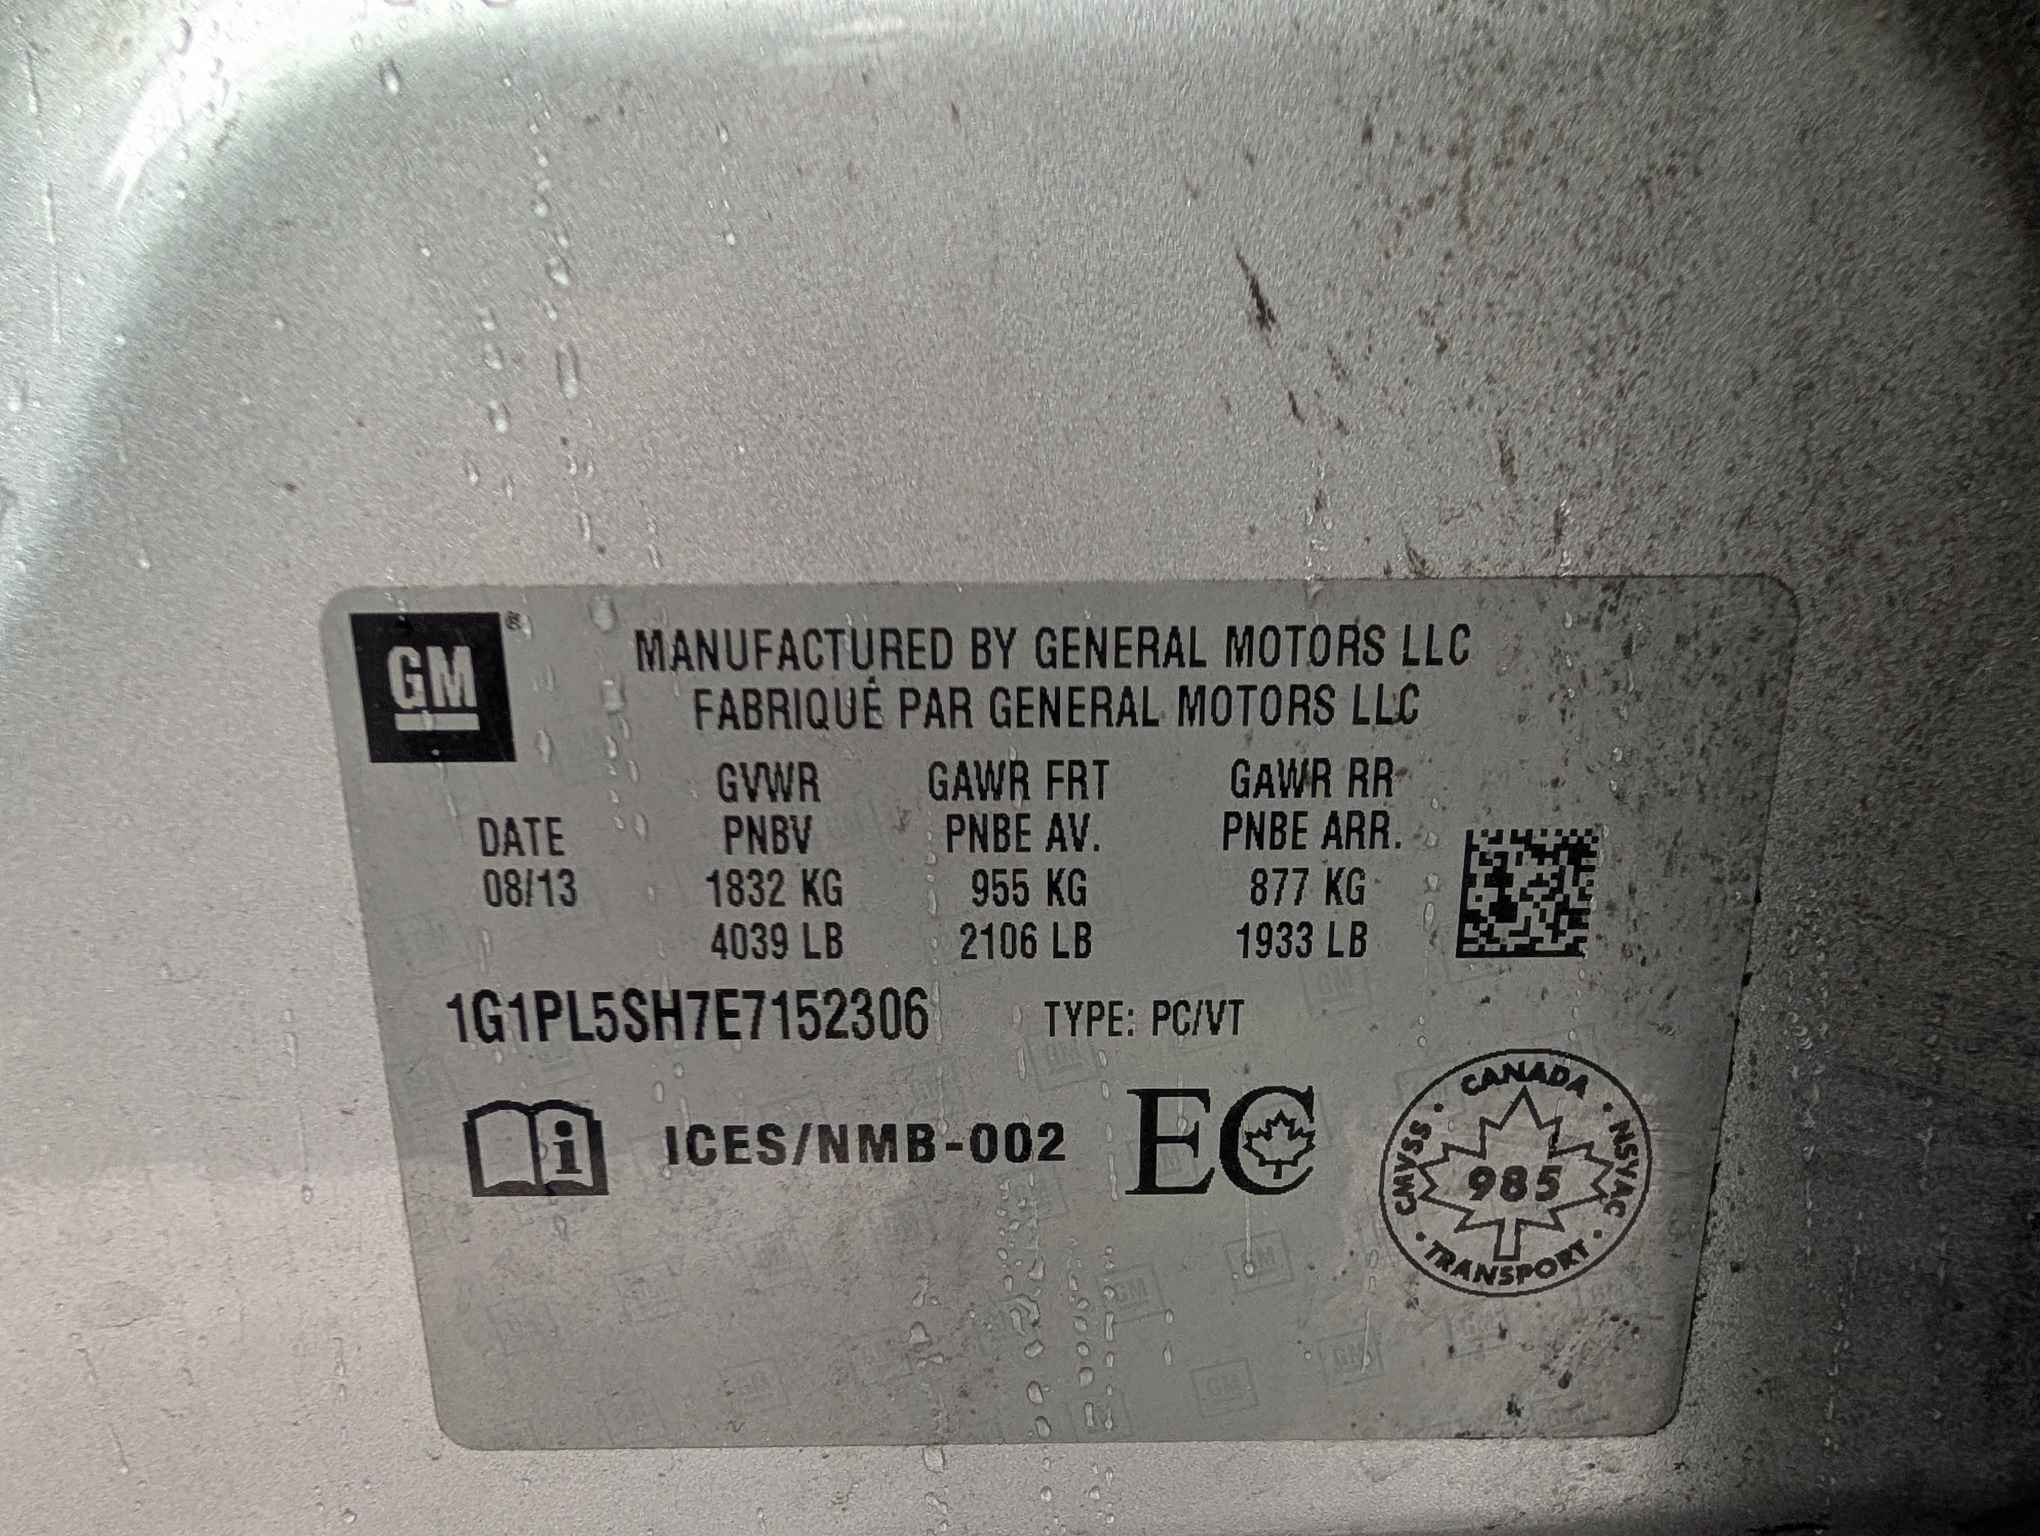 GM
MANUFACTURED BY GENERAL MOTORS LLC
FABRIQUÉ PAR GENERAL MOTORS LLC
GVWR GAWR FRT GAWR RR
DATE PNBV PNBE AV. PNBE ARR.
08/13 1832 KG 955 KG 877 KG
4039 LB 2106 LB 1933 LB
1G1PL5SH7E7152306 TYPE: PC/VT
i ICES/NMB-002 EC
CANADA
CMVSS 985 NSVAC
TRANSPORT